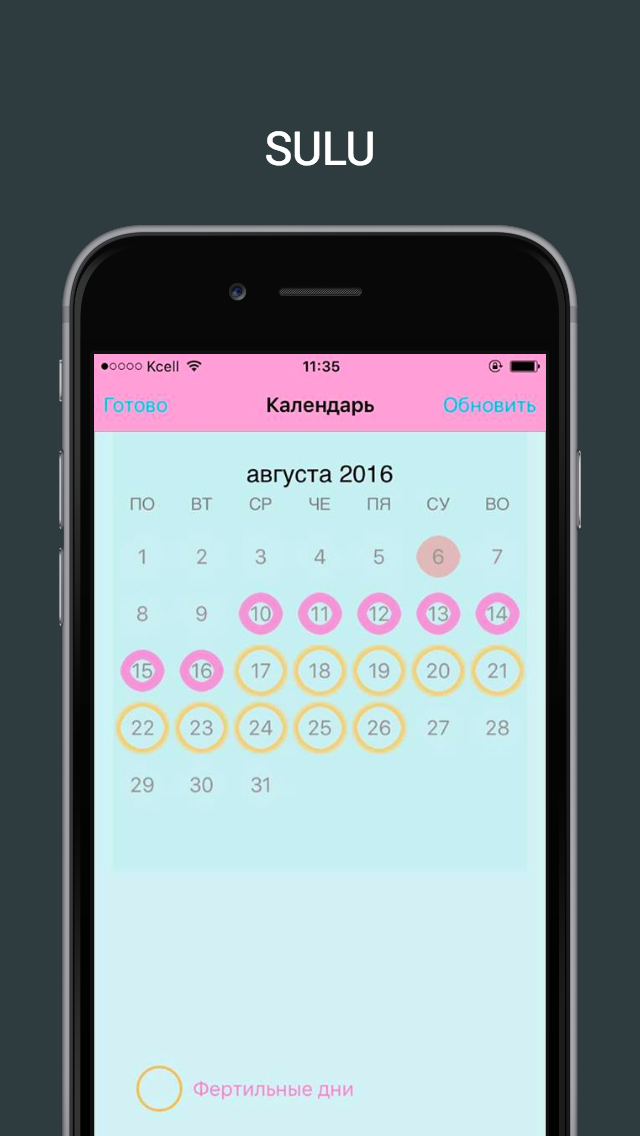 SULU
Kcell 11:35
Готово Календарь Обновить
августа 2016
ПО ВТ СР ЧЕ ПЯ СУ ВО
1 2 3 4 5 6 7
8 9 10 11 12 13 14
15 16 17 18 19 20 21
22 23 24 25 26 27 28
29 30 31
Фертильные дни